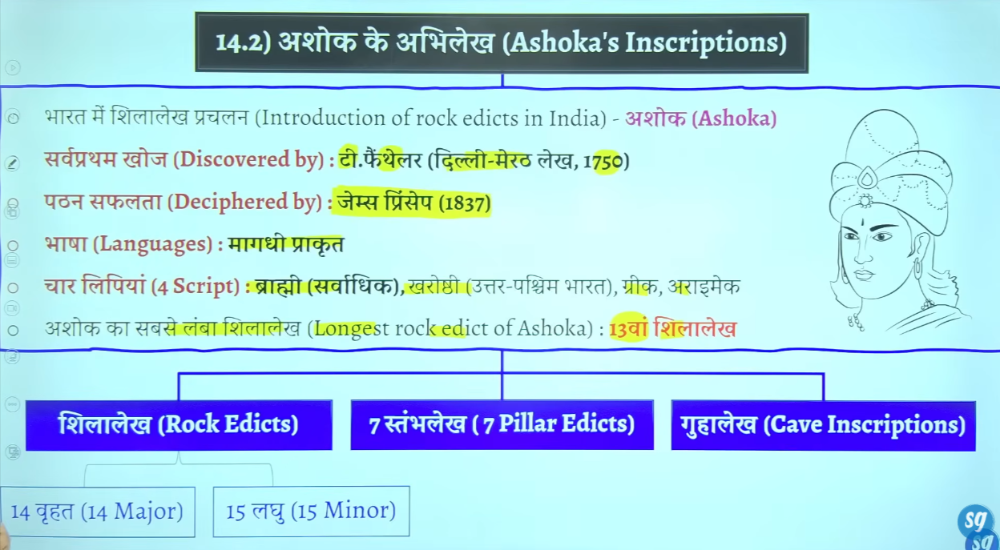 14.2) अशोक के अभिलेख (Ashoka's Inscriptions)
भारत में शिलालेख प्रचलन (Introduction of rock edicts in India) - अशोक (Ashoka)
सर्वप्रथम खोज (Discovered by) : टी.फैंथेलर (दिल्ली-मेरठ लेख, 1750)
पठन सफलता (Deciphered by) : जेम्स प्रिंसेप (1837)
भाषा (Languages) : मागधी प्राकृत
चार लिपियां (4 Script) : ब्राह्मी (सर्वाधिक), खरोष्ठी (उत्तर-पश्चिम भारत), ग्रीक, अराइमेक
अशोक का सबसे लंबा शिलालेख (Longest rock edict of Ashoka) : 13वां शिलालेख
शिलालेख (Rock Edicts)
7 स्तंभलेख ( 7 Pillar Edicts)
गुहालेख (Cave Inscriptions)
14 वृहत (14 Major)
15 लघु (15 Minor)
sg
sg